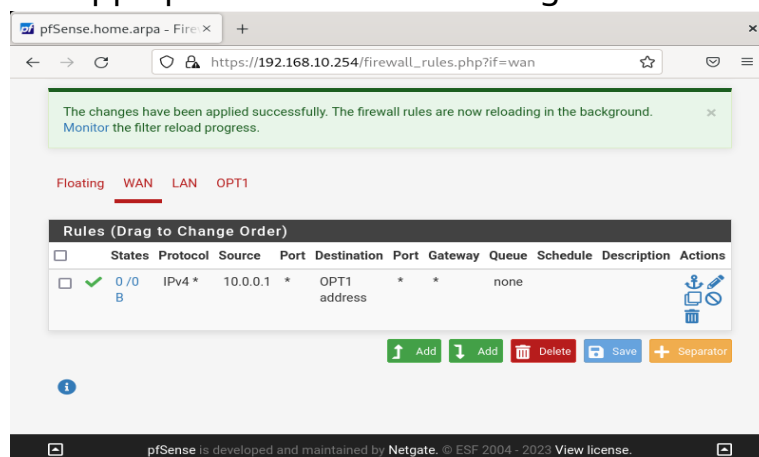 pfSense.home.arpa - Fire
https://192.168.10.254/firewall_rules.php?if=wan
The changes have been applied successfully. The firewall rules are now reloading in the background.
Monitor the filter reload progress.
Floating WAN LAN OPT1
Rules (Drag to Change Order)
States Protocol Source Port Destination Port Gateway Queue Schedule Description Actions
0 /0 IPv4 * 10.0.0.1 * OPT1 * * none
B address
Add Add Delete Save Separator
pfSense is developed and maintained by Netgate. © ESF 2004 - 2023 View license.